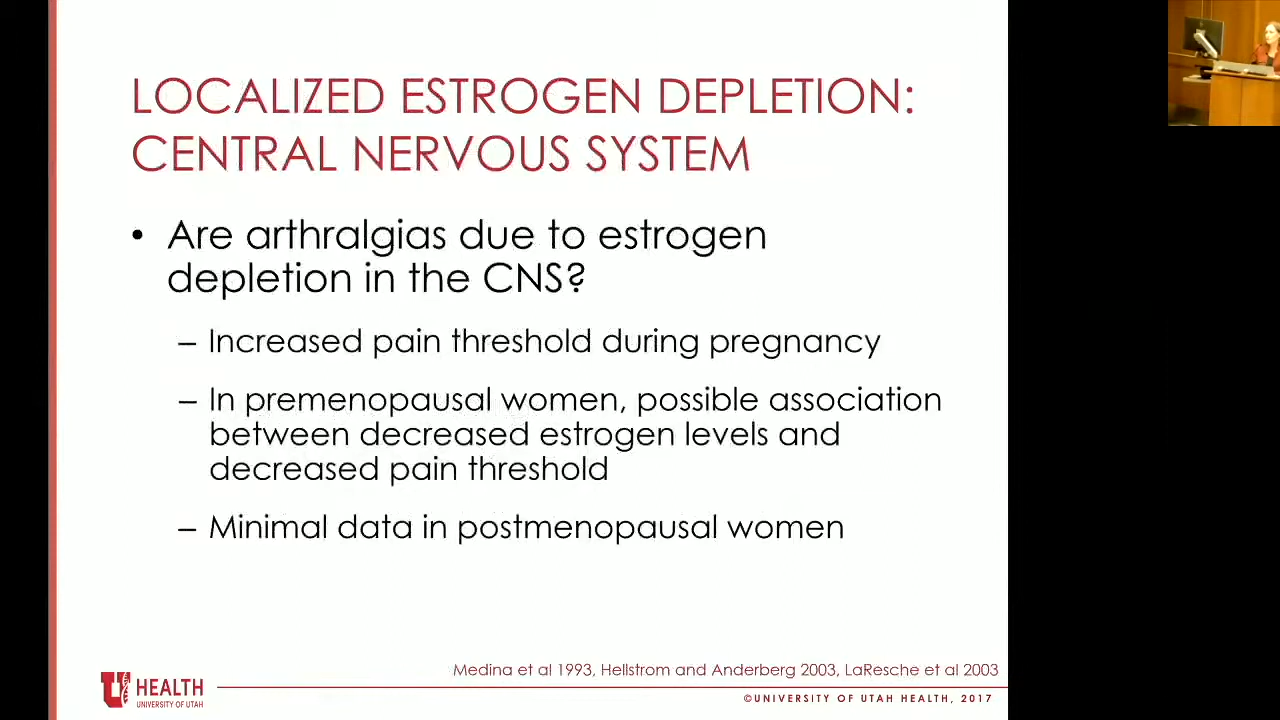 LOCALIZED ESTROGEN DEPLETION:
CENTRAL NERVOUS SYSTEM
• Are arthralgias due to estrogen
depletion in the CNS?
– Increased pain threshold during pregnancy
– In premenopausal women, possible association
between decreased estrogen levels and
decreased pain threshold
– Minimal data in postmenopausal women
Medina et al 1993, Hellstrom and Anderberg 2003, LaResche et al 2003
U HEALTH
UNIVERSITY OF UTAH
©UNIVERSITY OF UTAH HEALTH, 2017